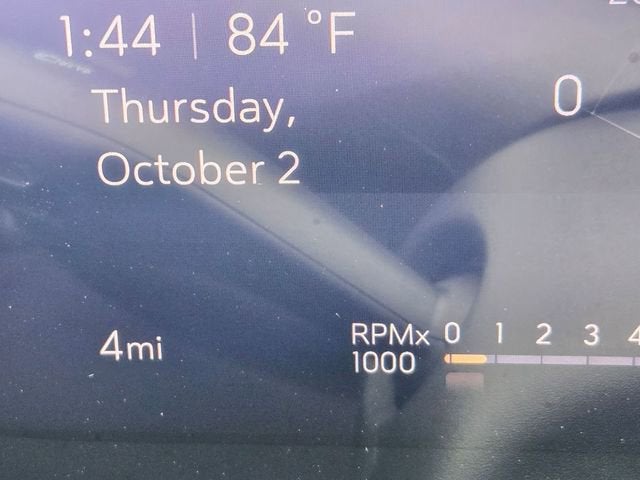 1:44 | 84 °F
Thursday,
October 2
0
4mi
RPMx 0 1 2 3 4
1000